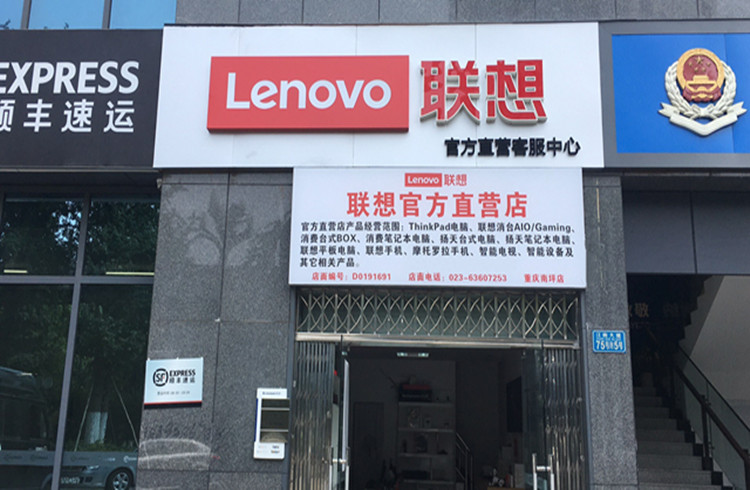 EXPRESS
顺丰速运
Lenovo 联想
官方直营客服中心
Lenovo 联想
联想官方直营店
官方直营店产品经营范围：ThinkPad电脑、联想消台AIO/Gaming、
消费台式BOX、消费笔记本电脑、扬天台式电脑、扬天笔记本电脑、
联想平板电脑、联想手机、摩托罗拉手机、智能电视、智能设备及
其它相关产品。
店面编号：D0191691 店面电话：023-63607253 重庆南环店
75号附5号
SF EXPRESS
顺丰速运